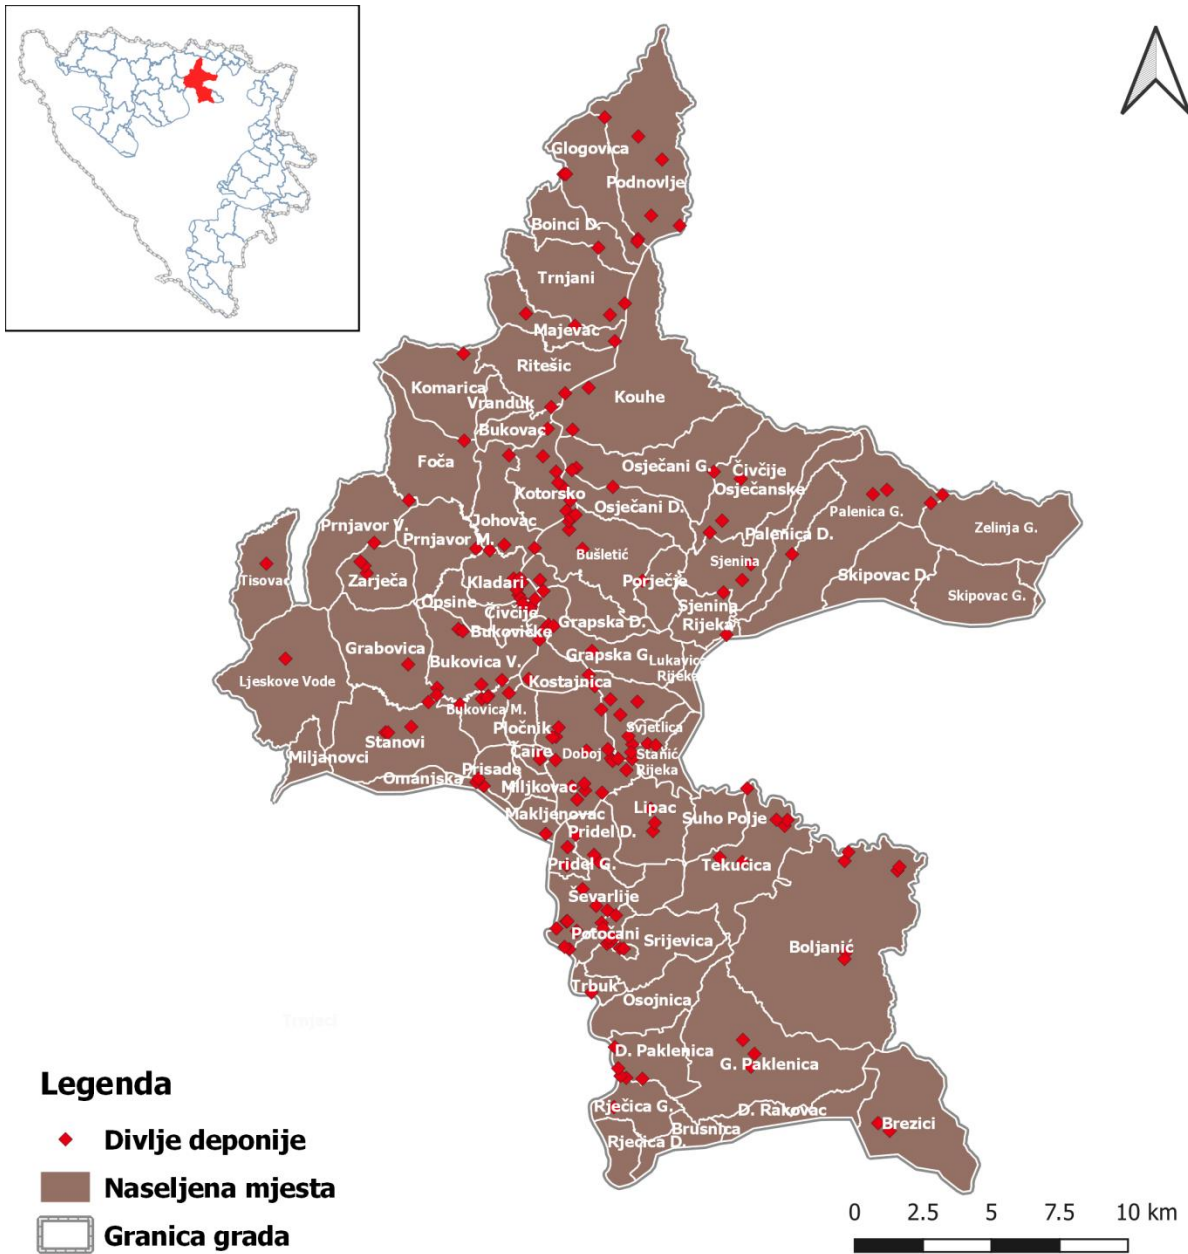 Glogovica
Podnovlje
Boinci D.
Trnjani
Majevac
Ritešic
Komarica
Vranduk
Kouhe
Bukovac
Foča
Osječani G.
Čivčije
Osječanske
Kotorsko
Osječani D.
Palenica G.
Prnjavor V.
Johovac
Zelinja G.
Prnjavor M.
Palenica D.
Bušletić
Sjenina
Tisovac
Zarječa
Kladari
Porječje
Skipovac D.
Skipovac G.
Opsine
Čivčije
Bukovičke
Sjenina
Rijeka
Grapska D.
Grabovica
Bukovica V.
Grapska G.
Lukavica
Rijeka
Ljeskove Vode
Kostajnica
Bukovica M.
Pločnik
Svjetlica
Stanovi
Miljanovci
Čajre
Doboj
Stanić
Rijeka
Omanjska
Prisade
Miljkovac
Makljenovac
Lipac
Suho Polje
Pridel D.
Pridel G.
Tekućica
Ševarlije
Potočani
Srijevica
Boljanić
Trbuk
Osojnica
D. Paklenica
G. Paklenica
Rječica G.
D. Rakovac
Brusnica
Brezici
Rječica D.
Legenda
Divlje deponije
Naseljena mjesta
Granica grada
0 2.5 5 7.5 10 km